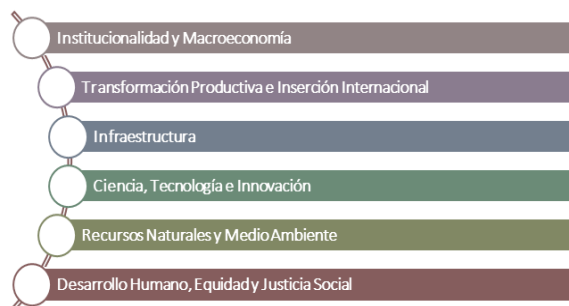 Institucionalidad y Macroeconomía
Transformación Productiva e Inserción Internacional
Infraestructura
Ciencia, Tecnología e Innovación
Recursos Naturales y Medio Ambiente
Desarrollo Humano, Equidad y Justicia Social